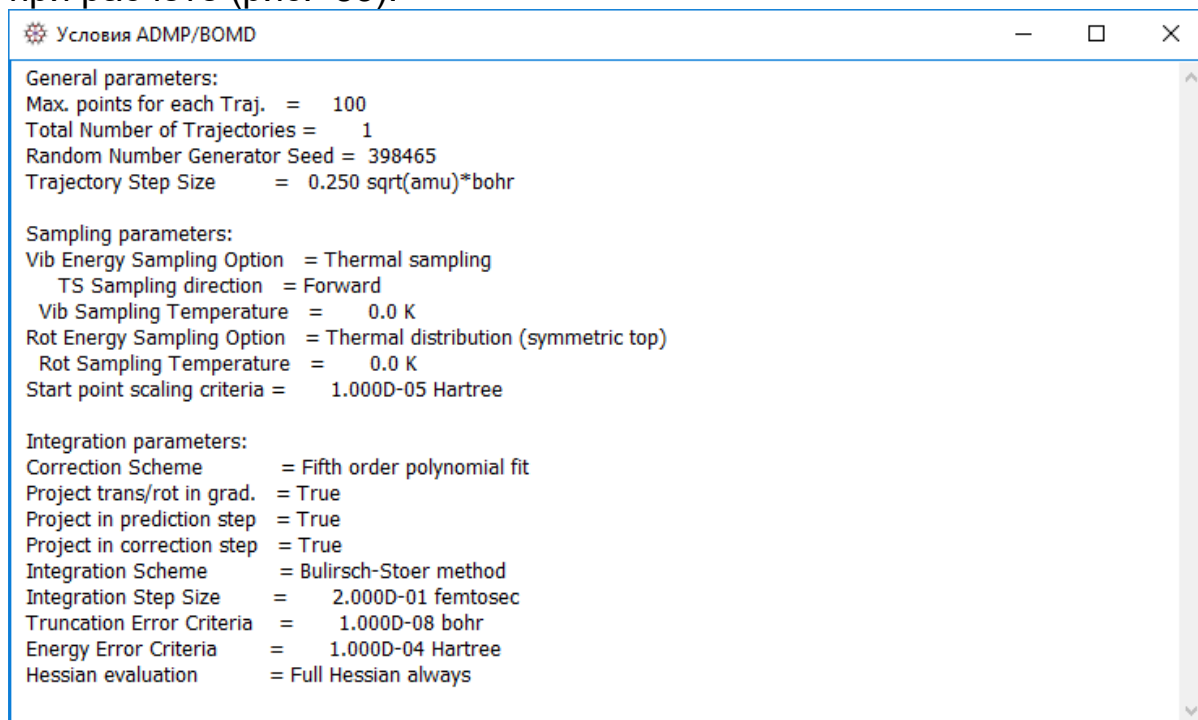 при расчете (рис. 38).
Условия ADMP/BOMD
General parameters:
Max. points for each Traj. = 100
Total Number of Trajectories = 1
Random Number Generator Seed = 398465
Trajectory Step Size = 0.250 sqrt(amu)*bohr
Sampling parameters:
Vib Energy Sampling Option = Thermal sampling
TS Sampling direction = Forward
Vib Sampling Temperature = 0.0 K
Rot Energy Sampling Option = Thermal distribution (symmetric top)
Rot Sampling Temperature = 0.0 K
Start point scaling criteria = 1.000D-05 Hartree
Integration parameters:
Correction Scheme = Fifth order polynomial fit
Project trans/rot in grad. = True
Project in prediction step = True
Project in correction step = True
Integration Scheme = Bulirsch-Stoer method
Integration Step Size = 2.000D-01 femtosec
Truncation Error Criteria = 1.000D-08 bohr
Energy Error Criteria = 1.000D-04 Hartree
Hessian evaluation = Full Hessian always